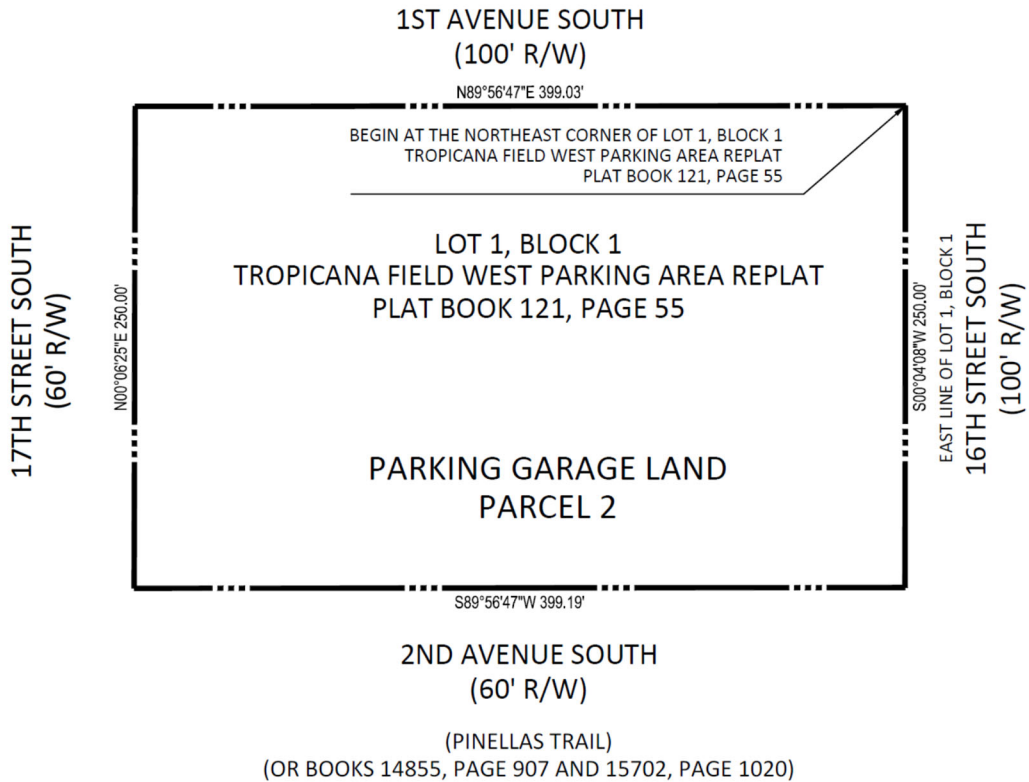 1ST AVENUE SOUTH
(100' R/W)
N89°56'47"E 399.03'
BEGIN AT THE NORTHEAST CORNER OF LOT 1, BLOCK 1
TROPICANA FIELD WEST PARKING AREA REPLAT
PLAT BOOK 121, PAGE 55
LOT 1, BLOCK 1
TROPICANA FIELD WEST PARKING AREA REPLAT
PLAT BOOK 121, PAGE 55
17TH STREET SOUTH
(60' R/W)
N00°06'25"E 250.00'
S00°04'08"W 250.00'
EAST LINE OF LOT 1, BLOCK 1
16TH STREET SOUTH
(100' R/W)
PARKING GARAGE LAND
PARCEL 2
S89°56'47"W 399.19'
2ND AVENUE SOUTH
(60' R/W)
(PINELLAS TRAIL)
(OR BOOKS 14855, PAGE 907 AND 15702, PAGE 1020)